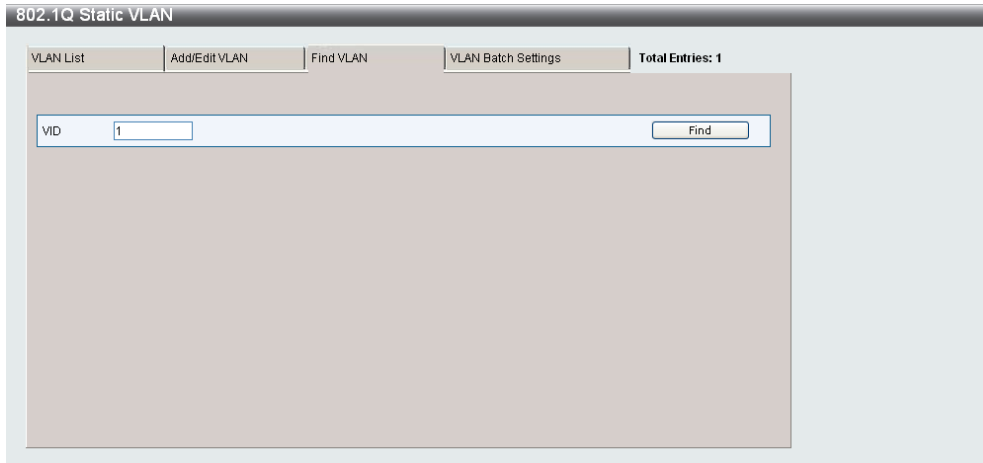 802.1Q Static VLAN
VLAN List Add/Edit VLAN Find VLAN VLAN Batch Settings Total Entries: 1
VID 1 Find